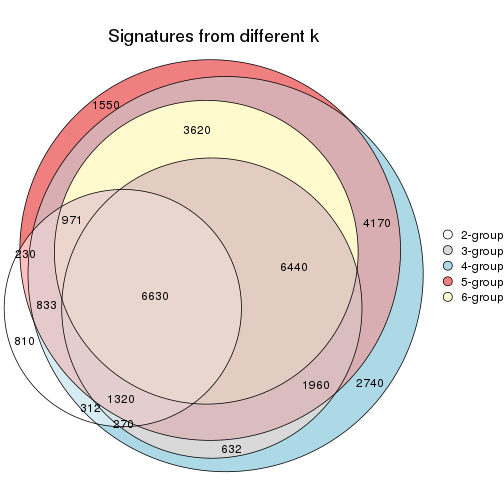 Signatures from different k
1550
3620
971
4170
230
6440
6630
833
810
1960
2740
1320
312
270
632
2-group
3-group
4-group
5-group
6-group